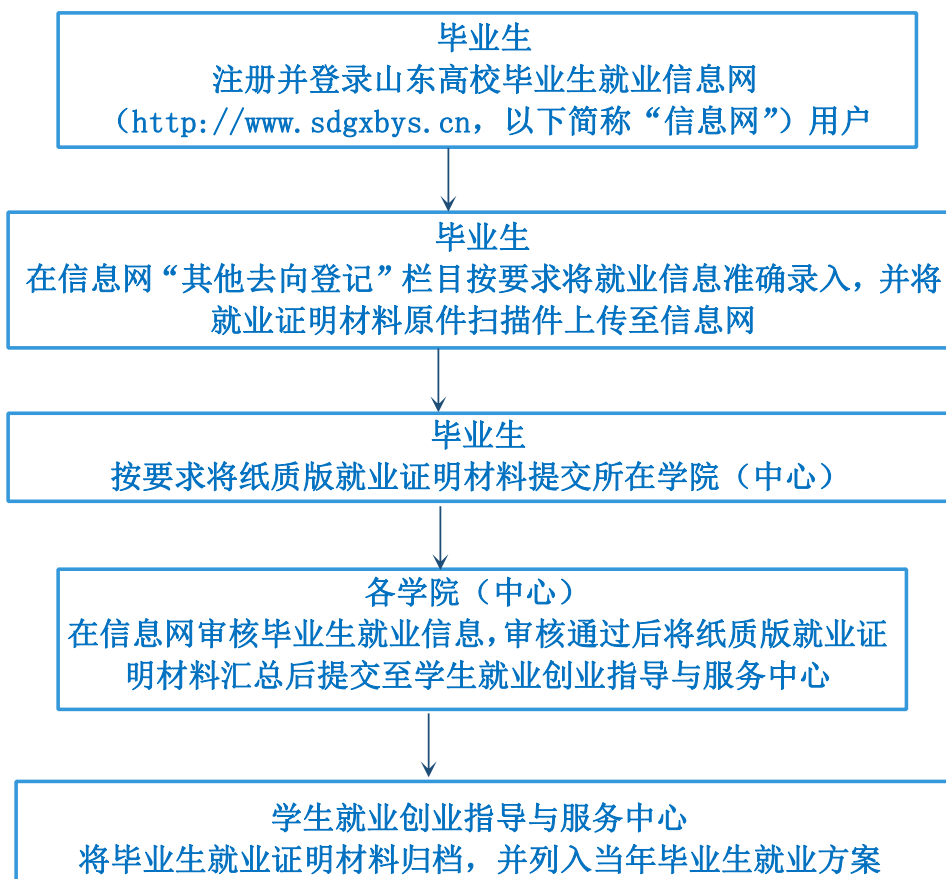 毕业生
注册并登录山东高校毕业生就业信息网
（http://www.sdgxbys.cn，以下简称“信息网”）用户
毕业生
在信息网“其他去向登记”栏目按要求将就业信息准确录入，并将
就业证明材料原件扫描件上传至信息网
毕业生
按要求将纸质版就业证明材料提交所在学院（中心）
各学院（中心）
在信息网审核毕业生就业信息,审核通过后将纸质版就业证
明材料汇总后提交至学生就业创业指导与服务中心
学生就业创业指导与服务中心
将毕业生就业证明材料归档，并列入当年毕业生就业方案